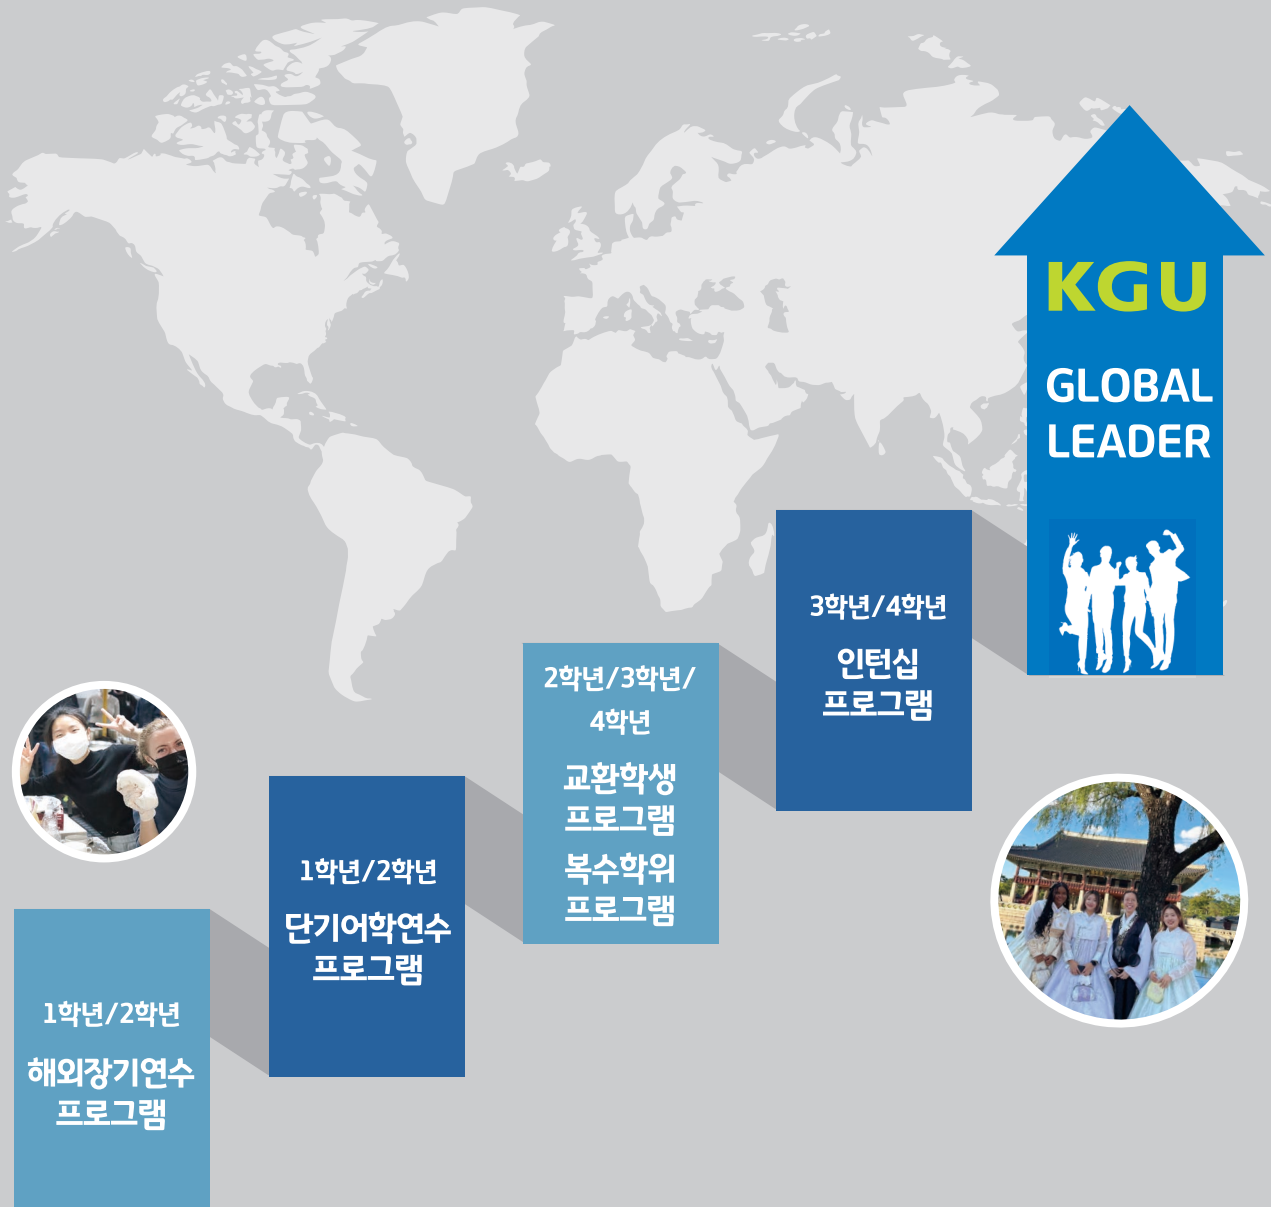 KGU
GLOBAL
LEADER
3학년/4학년
인턴십
프로그램
2학년/3학년/
4학년
교환학생
프로그램
복수학위
프로그램
1학년/2학년
단기어학연수
프로그램
1학년/2학년
해외장기연수
프로그램